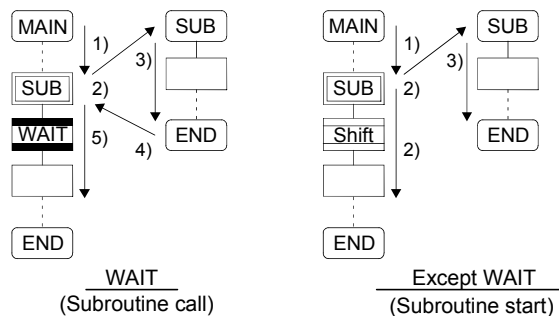 MAIN
1)
SUB
2)
WAIT
5)
END
SUB
3)
4)
END
WAIT
(Subroutine call)
MAIN
1)
SUB
2)
Shift
2)
END
SUB
3)
END
Except WAIT
(Subroutine start)